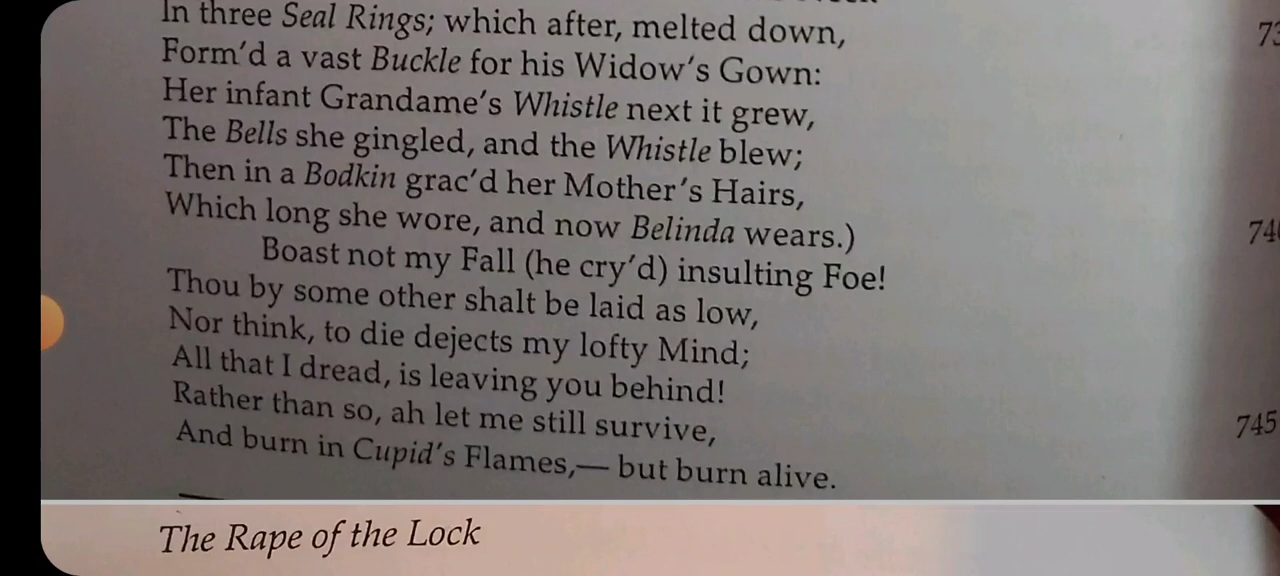 In three Seal Rings; which after, melted down,
Form'd a vast Buckle for his Widow's Gown:
Her infant Grandame's Whistle next it grew,
The Bells she gingled, and the Whistle blew;
Then in a Bodkin grac'd her Mother's Hairs,
Which long she wore, and now Belinda wears.)
Boast not my Fall (he cry'd) insulting Foe!
Thou by some other shalt be laid as low,
Nor think, to die dejects my lofty Mind;
All that I dread, is leaving you behind!
Rather than so, ah let me still survive,
And burn in Cupid's Flames,— but burn alive.
745
The Rape of the Lock